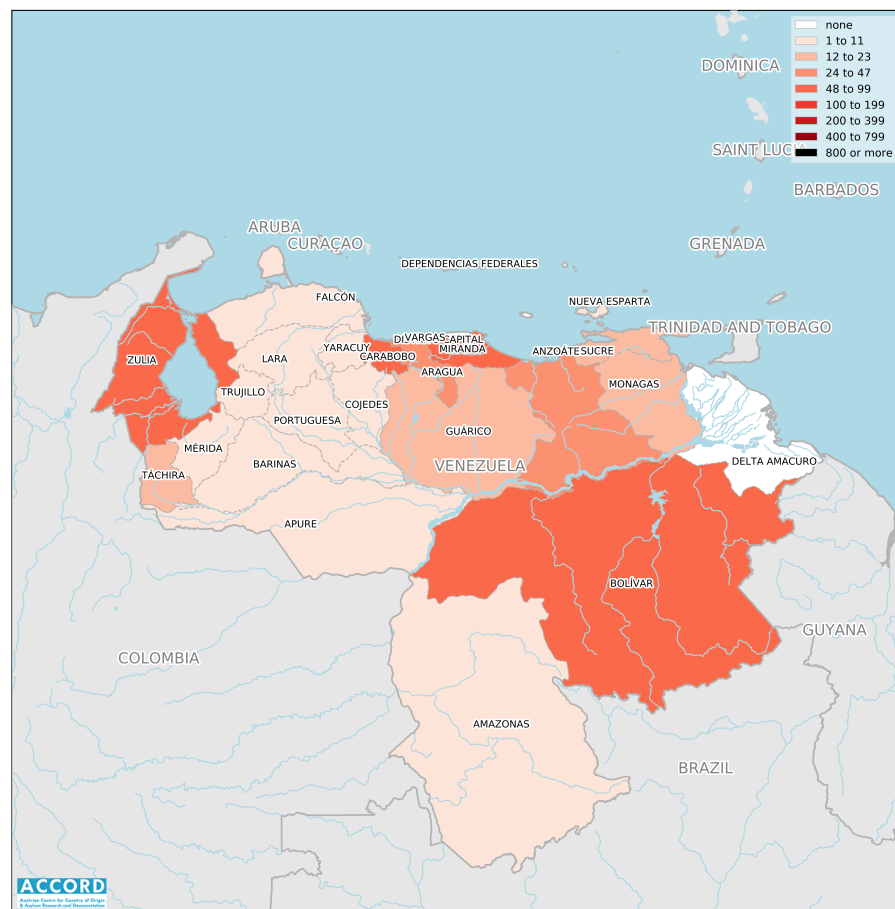 none
1 to 11
12 to 23
24 to 47
48 to 99
100 to 199
200 to 399
400 to 799
800 or more
DOMINICA
SAINT LUCIA
BARBADOS
ARUBA
CURAÇAO
GRENADA
DEPENDENCIAS FEDERALES
FALCÓN
NUEVA ESPARTA
TRINIDAD AND TOBAGO
VARGAS CAPITAL
YARACUY
CARABOBO
MIRANDA
ANZOÁTE SUCRE
ZULIA
LARA
ARAGUA
MONAGAS
TRUJILLO
COJEDES
PORTUGUESA
GUÁRICO
MÉRIDA
BARINAS
VENEZUELA
DELTA AMACURO
TÁCHIRA
APURE
BOLÍVAR
GUYANA
COLOMBIA
AMAZONAS
BRAZIL
ACCORD
Austrian Centre for Country of Origin
& Asylum Research and Documentation